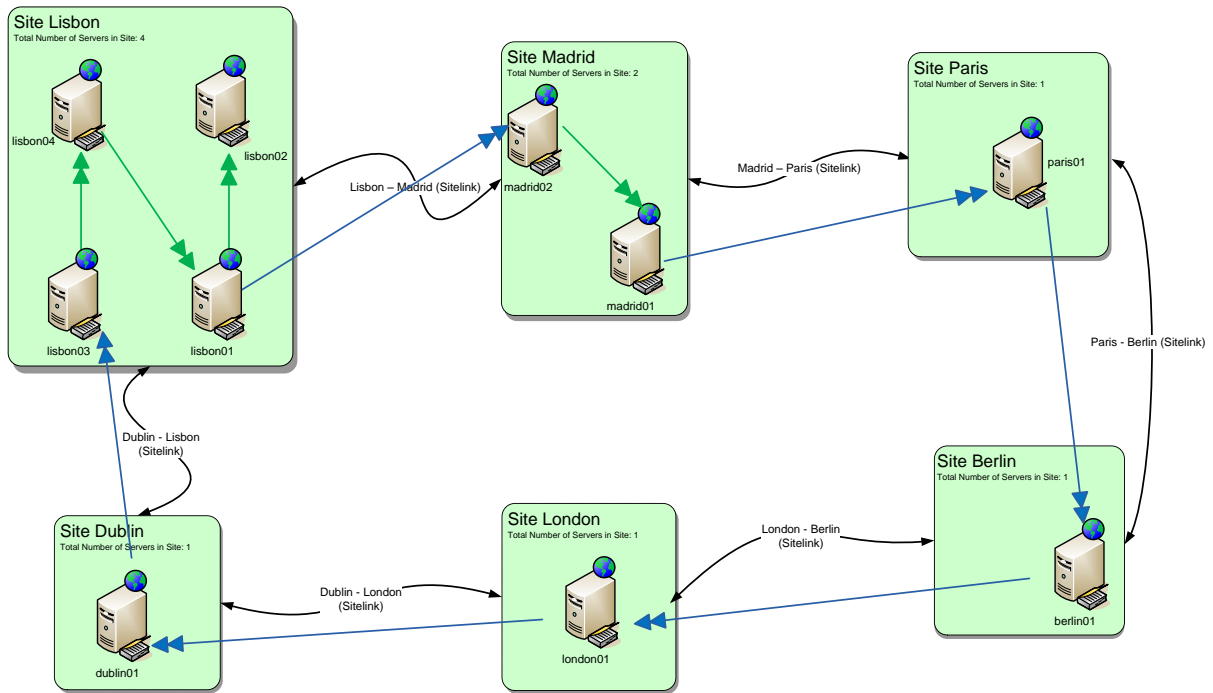 Site Lisbon
Total Number of Servers in Site: 4
lisbon04
lisbon02
lisbon03
lisbon01
Lisbon – Madrid (Sitelink)
Site Madrid
Total Number of Servers in Site: 2
madrid02
madrid01
Madrid – Paris (Sitelink)
Site Paris
Total Number of Servers in Site: 1
paris01
Paris - Berlin (Sitelink)
Dublin - Lisbon
(Sitelink)
Site Dublin
Total Number of Servers in Site: 1
dublin01
Dublin - London
(Sitelink)
Site London
Total Number of Servers in Site: 1
london01
London - Berlin
(Sitelink)
Site Berlin
Total Number of Servers in Site: 1
berlin01